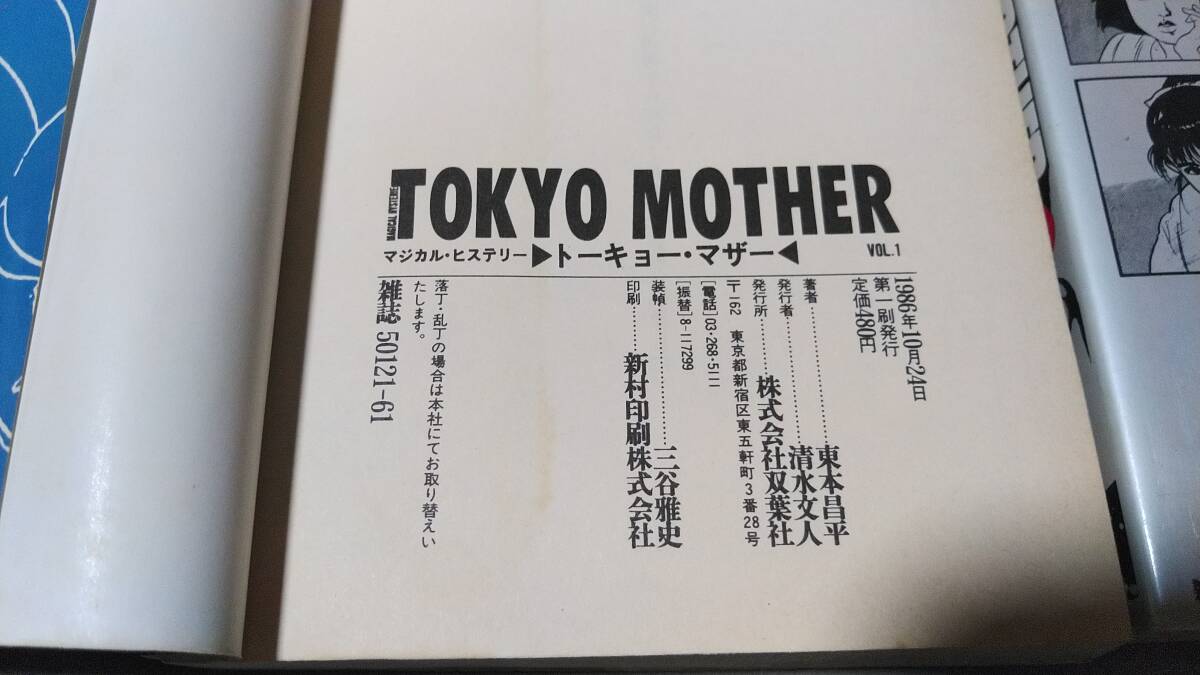 TOKYO MOTHER
マジカル・ヒステリー▶トーキョー・マザー◀
VOL.1
1986年10月24日
第一刷発行
定価480円
著者…………東本昌平
発行者…………清水文人
発行所…………株式会社双葉社
〒162 東京都新宿区東五軒町3番28号
[電話]03・268・5111
[振替]8・117299
装幀…………三谷雅史
印刷…………新村印刷株式会社
落丁・乱丁の場合は本社にてお取り替えい
たします。
雑誌 50121-61